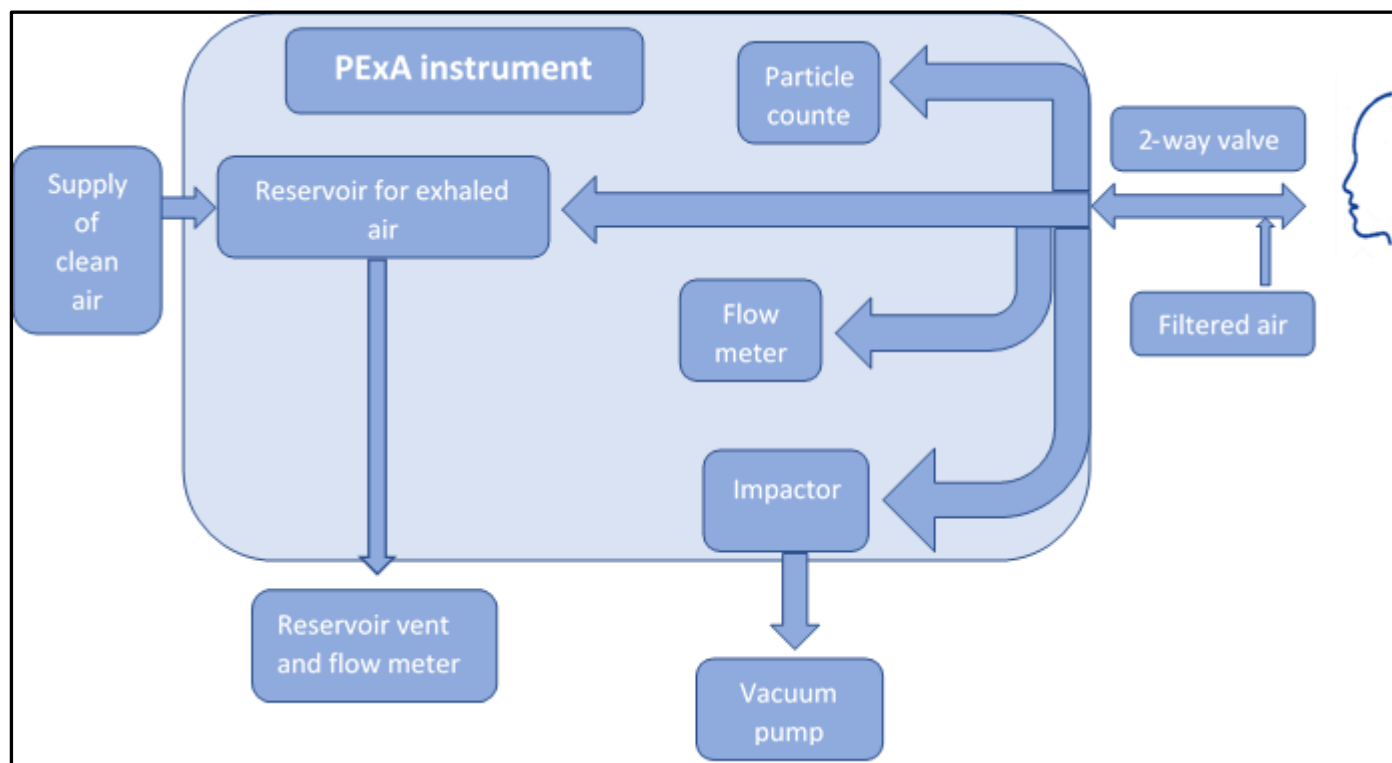 PExA instrument
Particle
counte
2-way valve
Supply
of
clean
air
Reservoir for exhaled
air
Flow
meter
Filtered air
Impactor
Reservoir vent
and flow meter
Vacuum
pump